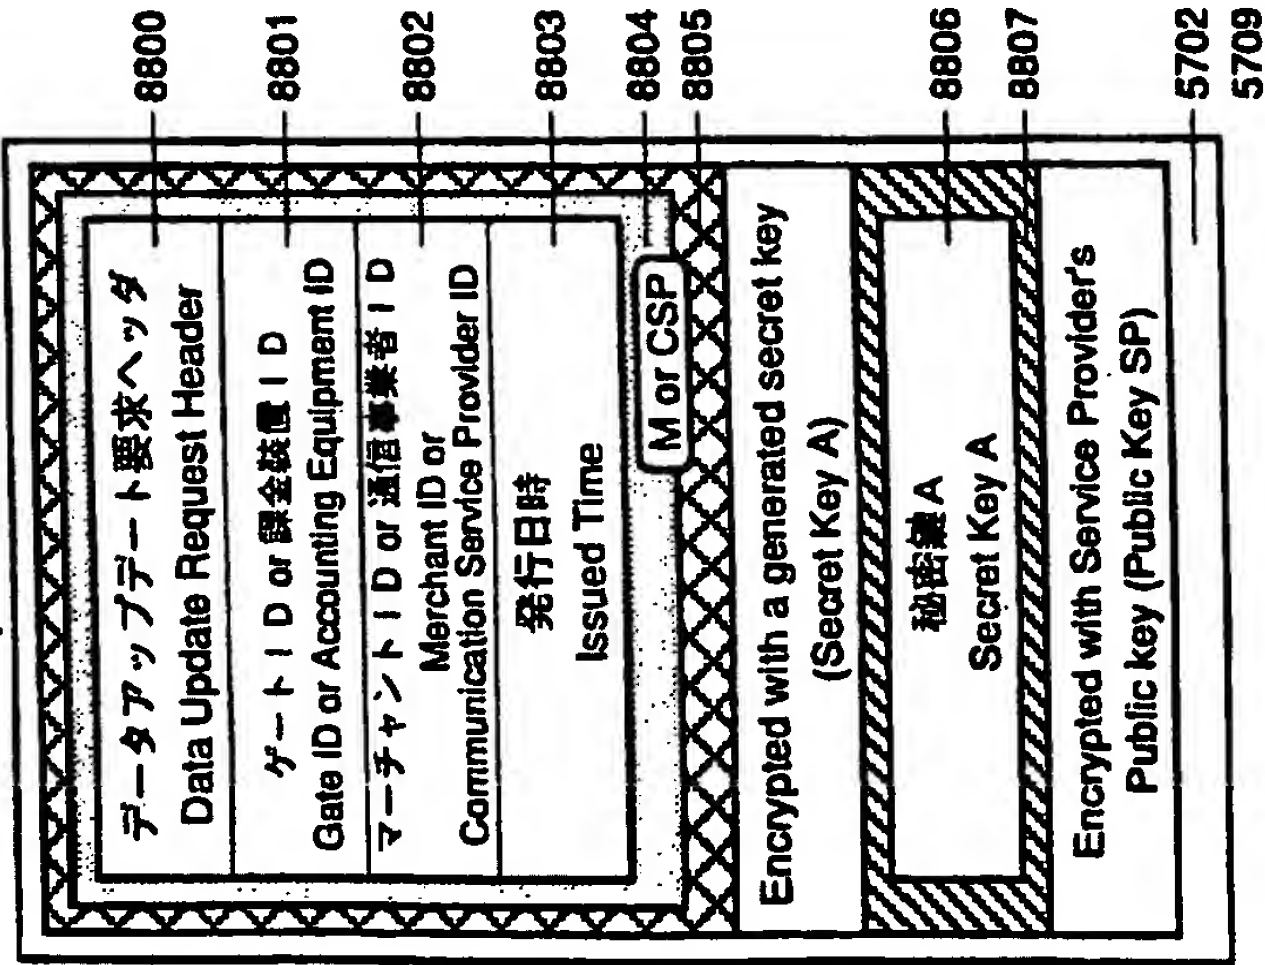 データアップデート要求ヘッダ
Data Update Request Header
8800
ゲートID or 課金装置ID
Gate ID or Accounting Equipment ID
8801
マーチャントID or 通信事業者ID
Merchant ID or
Communication Service Provider ID
8802
発行日時
Issued Time
8803
8804
M or CSP
8805
Encrypted with a generated secret key
(Secret Key A)
秘密鍵A
Secret Key A
8806
8807
Encrypted with Service Provider's
Public key (Public Key SP)
5702
5709